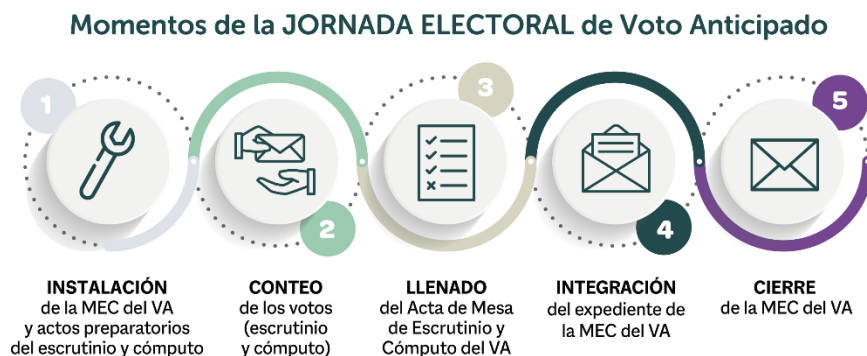 Momentos de la JORNADA ELECTORAL de Voto Anticipado
1
2
3
4
5
INSTALACIÓN
de la MEC del VA
y actos preparatorios
del escrutinio y cómputo
CONTEO
de los votos
(escrutinio
y cómputo)
LLENADO
del Acta de Mesa
de Escrutinio y
Cómputo del VA
INTEGRACIÓN
del expediente de
la MEC del VA
CIERRE
de la MEC del VA